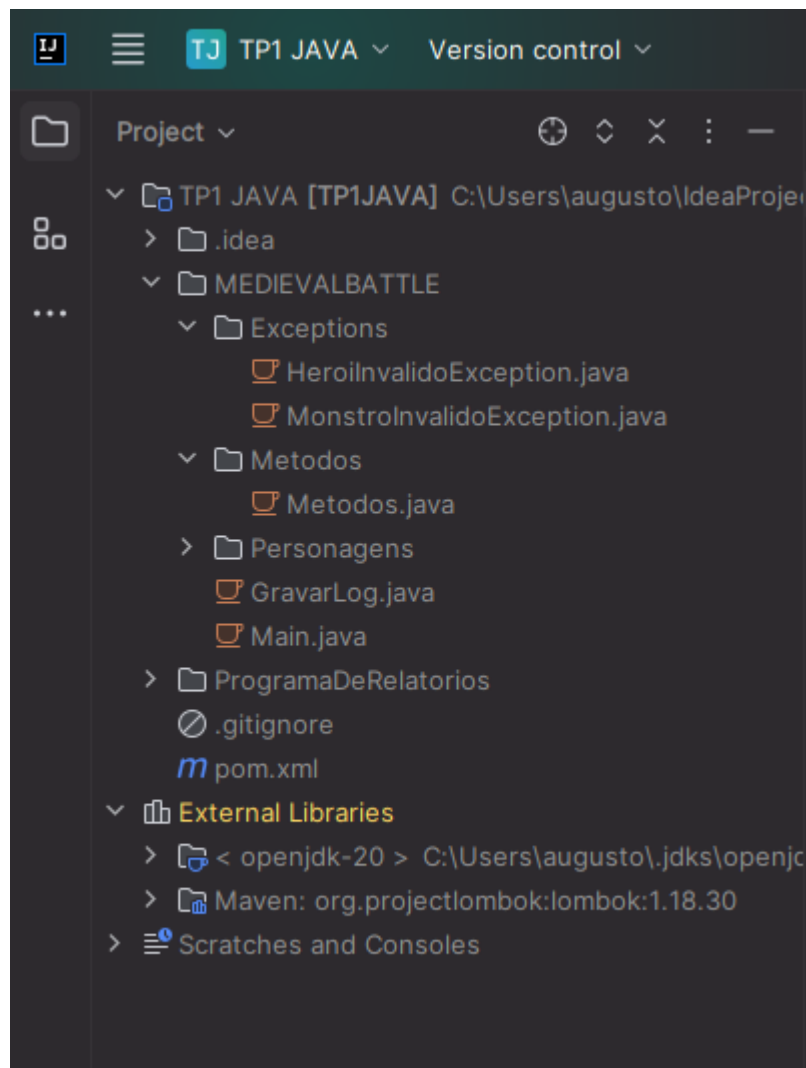 IJ TJ TP1 JAVA Version control
Project
TP1 JAVA [TP1JAVA] C:\Users\augusto\IdeaProje
.idea
MEDIEVALBATTLE
Exceptions
HeroiInvalidoException.java
MonstroInvalidoException.java
Metodos
Metodos.java
Personagens
GravarLog.java
Main.java
ProgramaDeRelatorios
.gitignore
m pom.xml
External Libraries
< openjdk-20 > C:\Users\augusto\.jdks\openjd
Maven: org.projectlombok:lombok:1.18.30
Scratches and Consoles